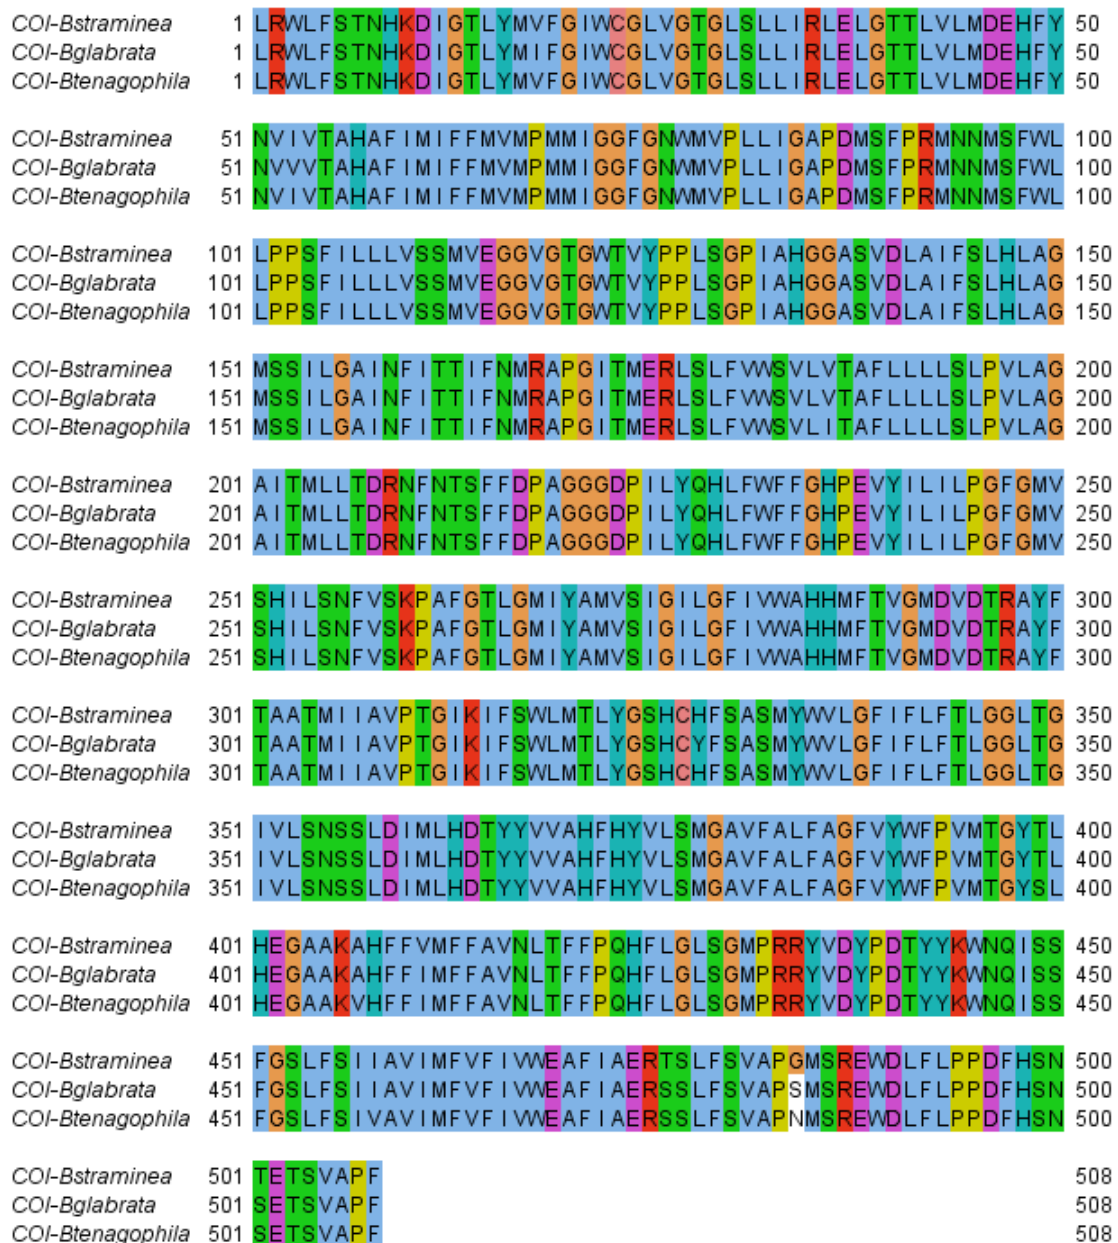 COI-Bstraminea 1 LRWLFSTNHKDIGTLYMVFGIWCGLVGTGLSLLIRLELGTTLVLMDEHFY 50
COI-Bglabrata 1 LRWLFSTNHKDIGTLYMIFGIWCGLVGTGLSLLIRLELGTTLVLMDEHFY 50
COI-Btenagophila 1 LRWLFSTNHKDIGTLYMVFGIWCGLVGTGLSLLIRLELGTTLVLMDEHFY 50
COI-Bstraminea 51 NVIVTAHAFIMIFFMVMPMMIGGFGNWMVPLLIGAPDMSFPRMNNMSFWL 100
COI-Bglabrata 51 NVVVTAHAFIMIFFMVMPMMIGGFGNWMVPLLIGAPDMSFPRMNNMSFWL 100
COI-Btenagophila 51 NVIVTAHAFIMIFFMVMPMMIGGFGNWMVPLLIGAPDMSFPRMNNMSFWL 100
COI-Bstraminea 101 LPPSFILLLVSSMVEGGVGTGWTVYPPLSGPIAHGGASVDLAIFSLHLAG 150
COI-Bglabrata 101 LPPSFILLLVSSMVEGGVGTGWTVYPPLSGPIAHGGASVDLAIFSLHLAG 150
COI-Btenagophila 101 LPPSFILLLVSSMVEGGVGTGWTVYPPLSGPIAHGGASVDLAIFSLHLAG 150
COI-Bstraminea 151 MSSILGAINFITTIFNMRAPGITMERLSLFVWSVLVTAFLLLLSLPVLAG 200
COI-Bglabrata 151 MSSILGAINFITTIFNMRAPGITMERLSLFVWSVLVTAFLLLLSLPVLAG 200
COI-Btenagophila 151 MSSILGAINFITTIFNMRAPGITMERLSLFVWSVLITAFLLLLSLPVLAG 200
COI-Bstraminea 201 AITMLLTDRNFNTSFFDPAGGGDPILYQHLFWFFGHPEVYILILPGFGMV 250
COI-Bglabrata 201 AITMLLTDRNFNTSFFDPAGGGDPILYQHLFWFFGHPEVYILILPGFGMV 250
COI-Btenagophila 201 AITMLLTDRNFNTSFFDPAGGGDPILYQHLFWFFGHPEVYILILPGFGMV 250
COI-Bstraminea 251 SHILSNFVSKPAFGTLGMIYAMVSIGILGFIVWAHHMFTVGMDVDTRAYF 300
COI-Bglabrata 251 SHILSNFVSKPAFGTLGMIYAMVSIGILGFIVWAHHMFTVGMDVDTRAYF 300
COI-Btenagophila 251 SHILSNFVSKPAFGTLGMIYAMVSIGILGFIVWAHHMFTVGMDVDTRAYF 300
COI-Bstraminea 301 TAATMIIAVPTGIKIFSWLMTLYGSHCHFSASMYWVLGFIFLFTLGGLTG 350
COI-Bglabrata 301 TAATMIIAVPTGIKIFSWLMTLYGSHCYFSASMYWVLGFIFLFTLGGLTG 350
COI-Btenagophila 301 TAATMIIAVPTGIKIFSWLMTLYGSHCHFSASMYWVLGFIFLFTLGGLTG 350
COI-Bstraminea 351 IVLSNSSLDIMLHDTYYVVAHFHYVLSMGAVFALFAGFVYWFPVMTGYTL 400
COI-Bglabrata 351 IVLSNSSLDIMLHDTYYVVAHFHYVLSMGAVFALFAGFVYWFPVMTGYTL 400
COI-Btenagophila 351 IVLSNSSLDIMLHDTYYVVAHFHYVLSMGAVFALFAGFVYWFPVMTGYSL 400
COI-Bstraminea 401 HEGAAKAHFFVMFFAVNLTFFPQHFLGLSGMPRRYVDYPDTYYKWNQISS 450
COI-Bglabrata 401 HEGAAKAHFFIMFFAVNLTFFPQHFLGLSGMPRRYVDYPDTYYKWNQISS 450
COI-Btenagophila 401 HEGAAKVHFFIMFFAVNLTFFPQHFLGLSGMPRRYVDYPDTYYKWNQISS 450
COI-Bstraminea 451 FGSLFSIIAVIMFVFIVWEAFIAERTSLFSVAPGMSREWDLFLPPDFHSN 500
COI-Bglabrata 451 FGSLFSIIAVIMFVFIVWEAFIAERSSLFSVAPSMSREWDLFLPPDFHSN 500
COI-Btenagophila 451 FGSLFSIVAVIMFVFIVWEAFIAERSSLFSVAPNMSREWDLFLPPDFHSN 500
COI-Bstraminea 501 TETSVAPF 508
COI-Bglabrata 501 SETSVAPF 508
COI-Btenagophila 501 SETSVAPF 508